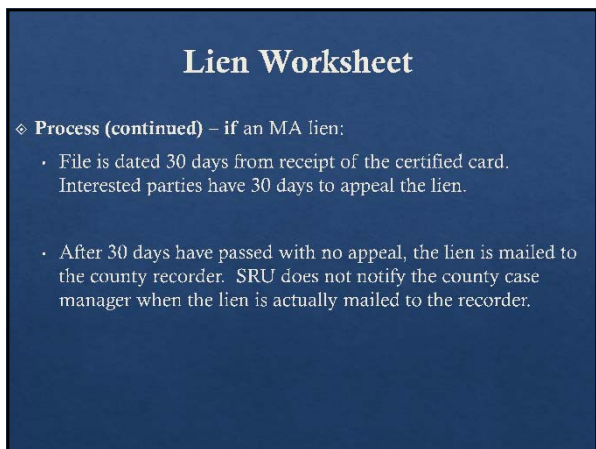 Lien Worksheet
Process (continued) – if an MA lien:
• File is dated 30 days from receipt of the certified card.
Interested parties have 30 days to appeal the lien.
• After 30 days have passed with no appeal, the lien is mailed to
the county recorder.  SRU does not notify the county case
manager when the lien is actually mailed to the recorder.